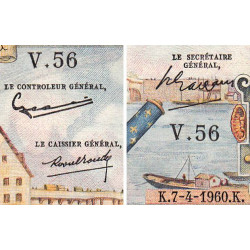 V.56
LE CONTROLEUR GÉNÉRAL,
LE CAISSIER GÉNÉRAL,
LE SECRÉTAIRE
GÉNÉRAL,
V.56
K.7-4-1960.K.